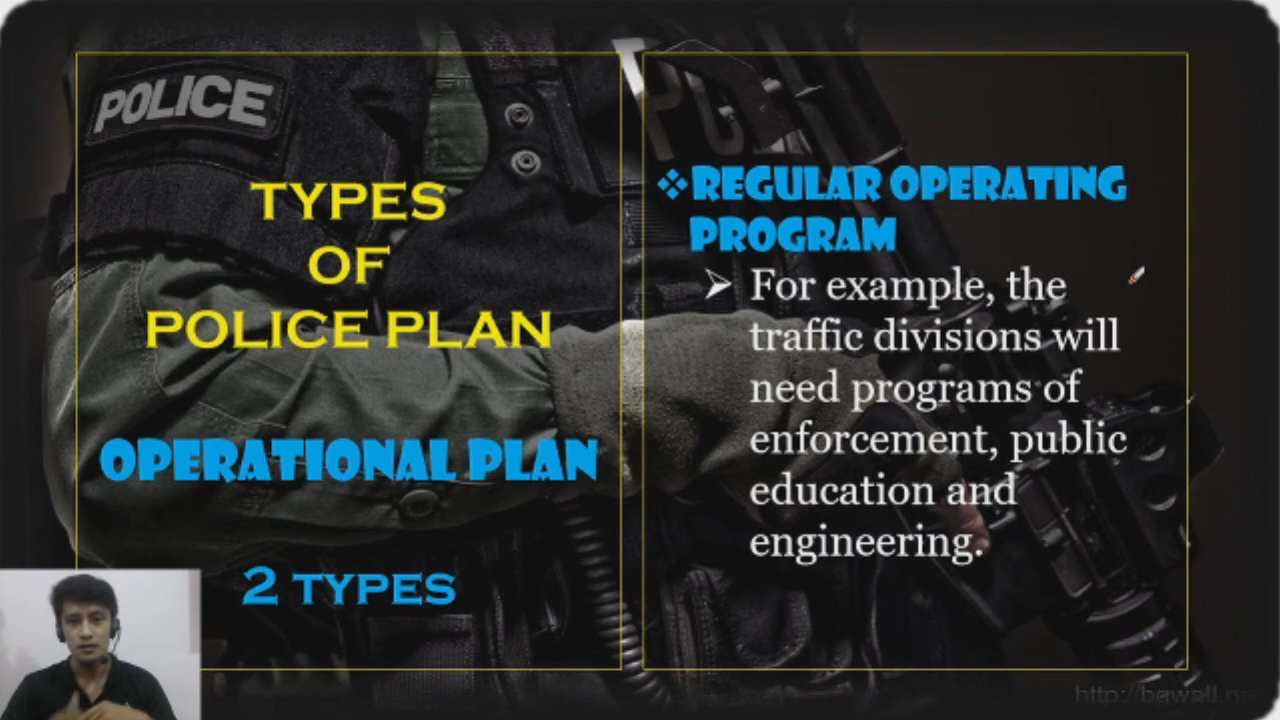 POLICE
TYPES
OF
POLICE PLAN
OPERATIONAL PLAN
2 TYPES
❖REGULAR OPERATING
PROGRAM
➢ For example, the
traffic divisions will
need programs of
enforcement, public
education and
engineering.
http://bgwall.ne